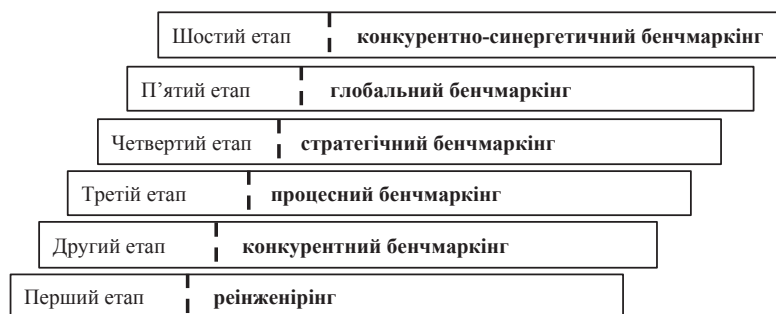 Шостий етап конкурентно-синергетичний бенчмаркінг
П’ятий етап глобальний бенчмаркінг
Четвертий етап стратегічний бенчмаркінг
Третій етап процесний бенчмаркінг
Другий етап конкурентний бенчмаркінг
Перший етап реінженірінг